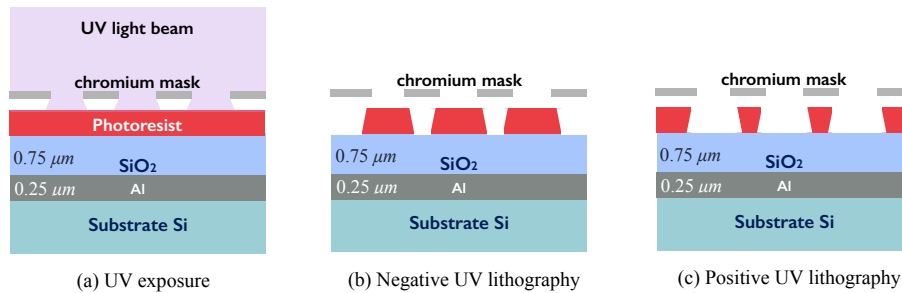 UV light beam
chromium mask
Photoresist
0.75 μm
SiO₂
0.25 μm
Al
Substrate Si
(a) UV exposure
chromium mask
0.75 μm
SiO₂
0.25 μm
Al
Substrate Si
(b) Negative UV lithography
chromium mask
0.75 μm
SiO₂
0.25 μm
Al
Substrate Si
(c) Positive UV lithography